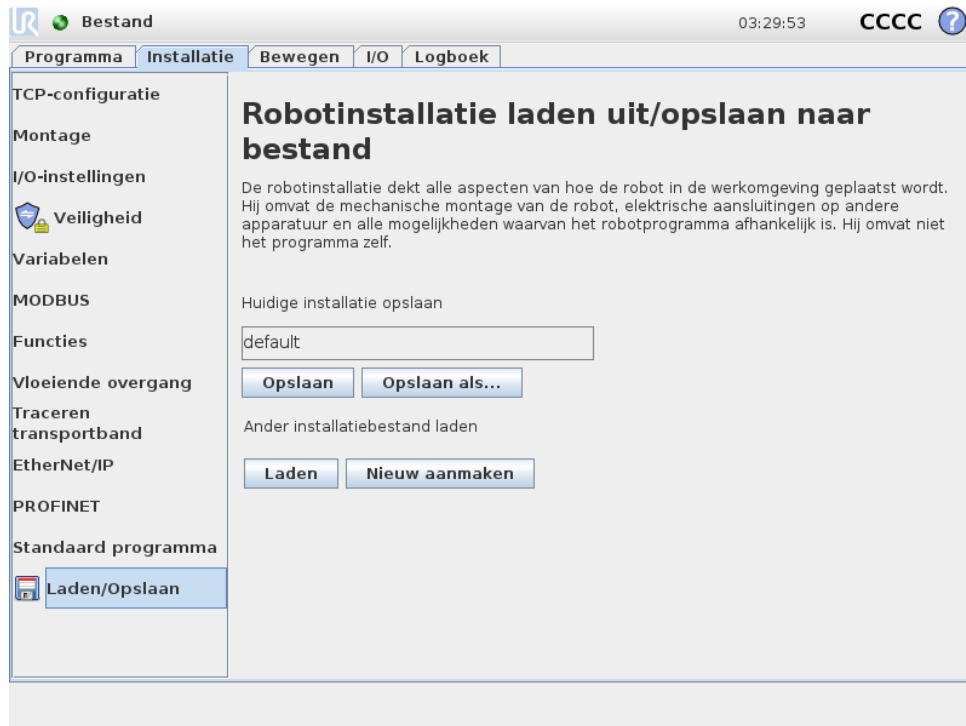 UR
Bestand
03:29:53
CCCC
?
Programma
Installatie
Bewegen
I/O
Logboek
TCP-configuratie
Montage
I/O-instellingen
Veiligheid
Variabelen
MODBUS
Functies
Vloeiende overgang
Traceren
transportband
EtherNet/IP
PROFINET
Standaard programma
Laden/Opslaan
Robotinstallatie laden uit/opslaan naar
bestand
De robotinstallatie dekt alle aspecten van hoe de robot in de werkomgeving geplaatst wordt.
Hij omvat de mechanische montage van de robot, elektrische aansluitingen op andere
apparatuur en alle mogelijkheden waarvan het robotprogramma afhankelijk is. Hij omvat niet
het programma zelf.
Huidige installatie opslaan
default
Opslaan
Opslaan als...
Ander installatiebestand laden
Laden
Nieuw aanmaken